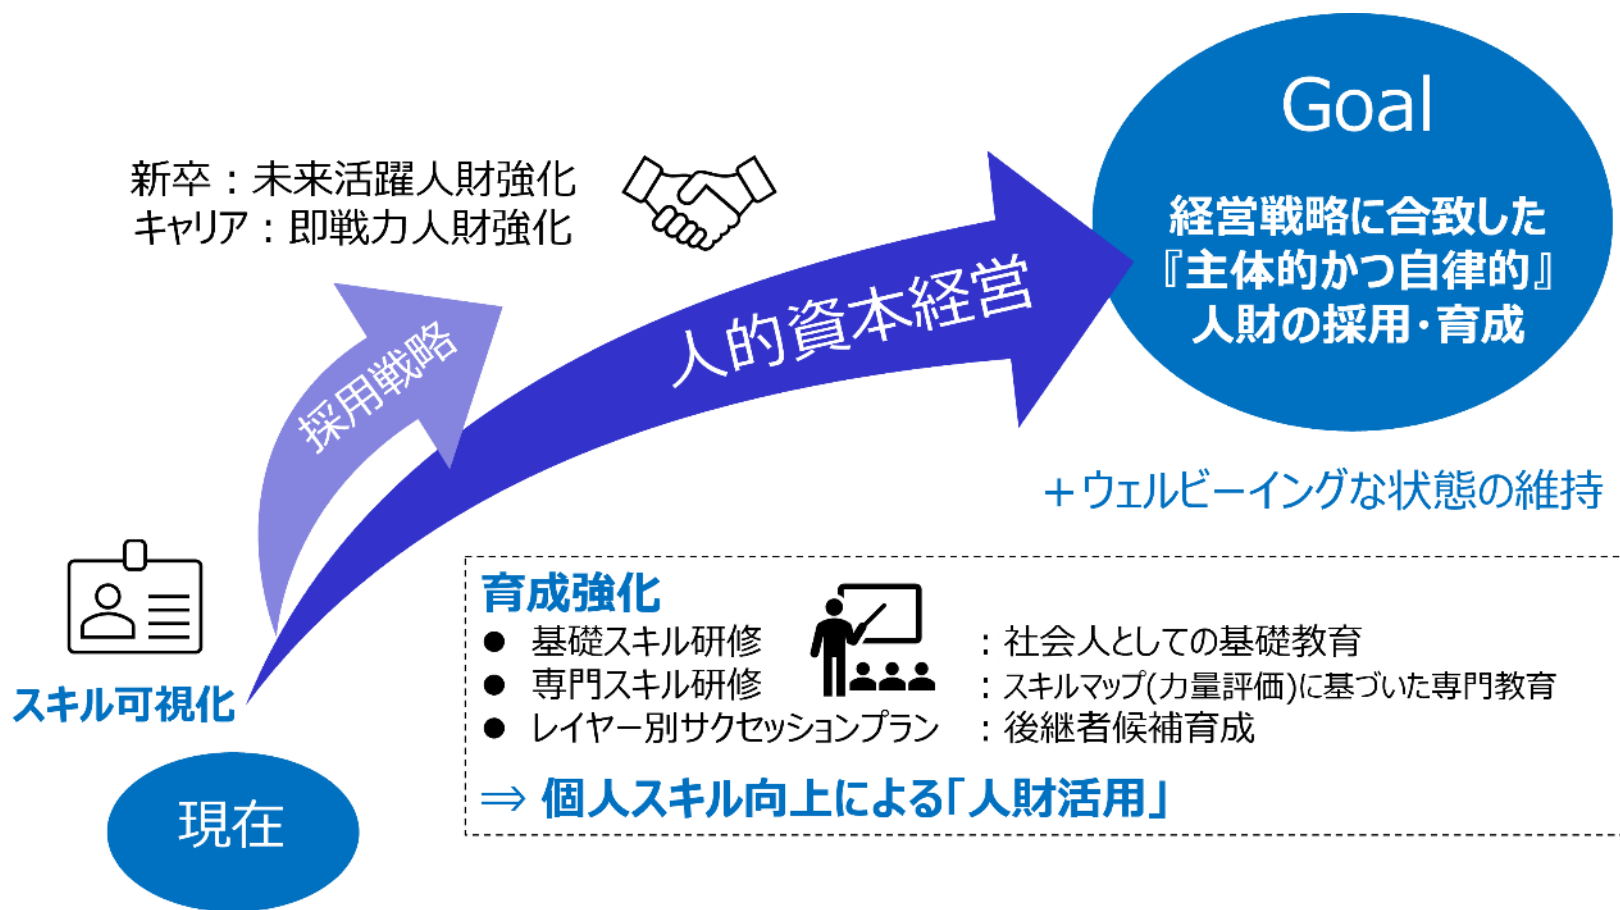 Goal
経営戦略に合致した
『主体的かつ自律的』
人財の採用・育成
新卒：未来活躍人財強化
キャリア：即戦力人財強化
採用戦略
人的資本経営
＋ウェルビーイングな状態の維持
スキル可視化
現在
育成強化
● 基礎スキル研修 ：社会人としての基礎教育
● 専門スキル研修 ：スキルマップ(力量評価)に基づいた専門教育
● レイヤー別サクセッションプラン ：後継者候補育成
⇒ 個人スキル向上による「人財活用」